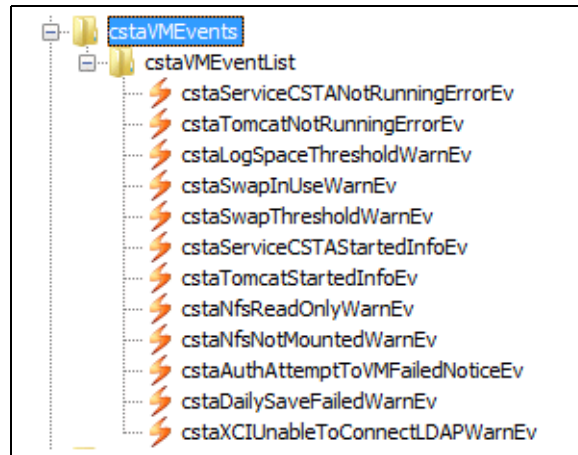 cstaVMEvents
cstaVMEventList
cstaServiceCSTANotRunningErrorEv
cstaTomcatNotRunningErrorEv
cstaLogSpaceThresholdWarnEv
cstaSwapInUseWarnEv
cstaSwapThresholdWarnEv
cstaServiceCSTAStartedInfoEv
cstaTomcatStartedInfoEv
cstaNfsReadOnlyWarnEv
cstaNfsNotMountedWarnEv
cstaAuthAttemptToVMFailedNoticeEv
cstaDailySaveFailedWarnEv
cstaXCIUnableToConnectLDAPWarnEv